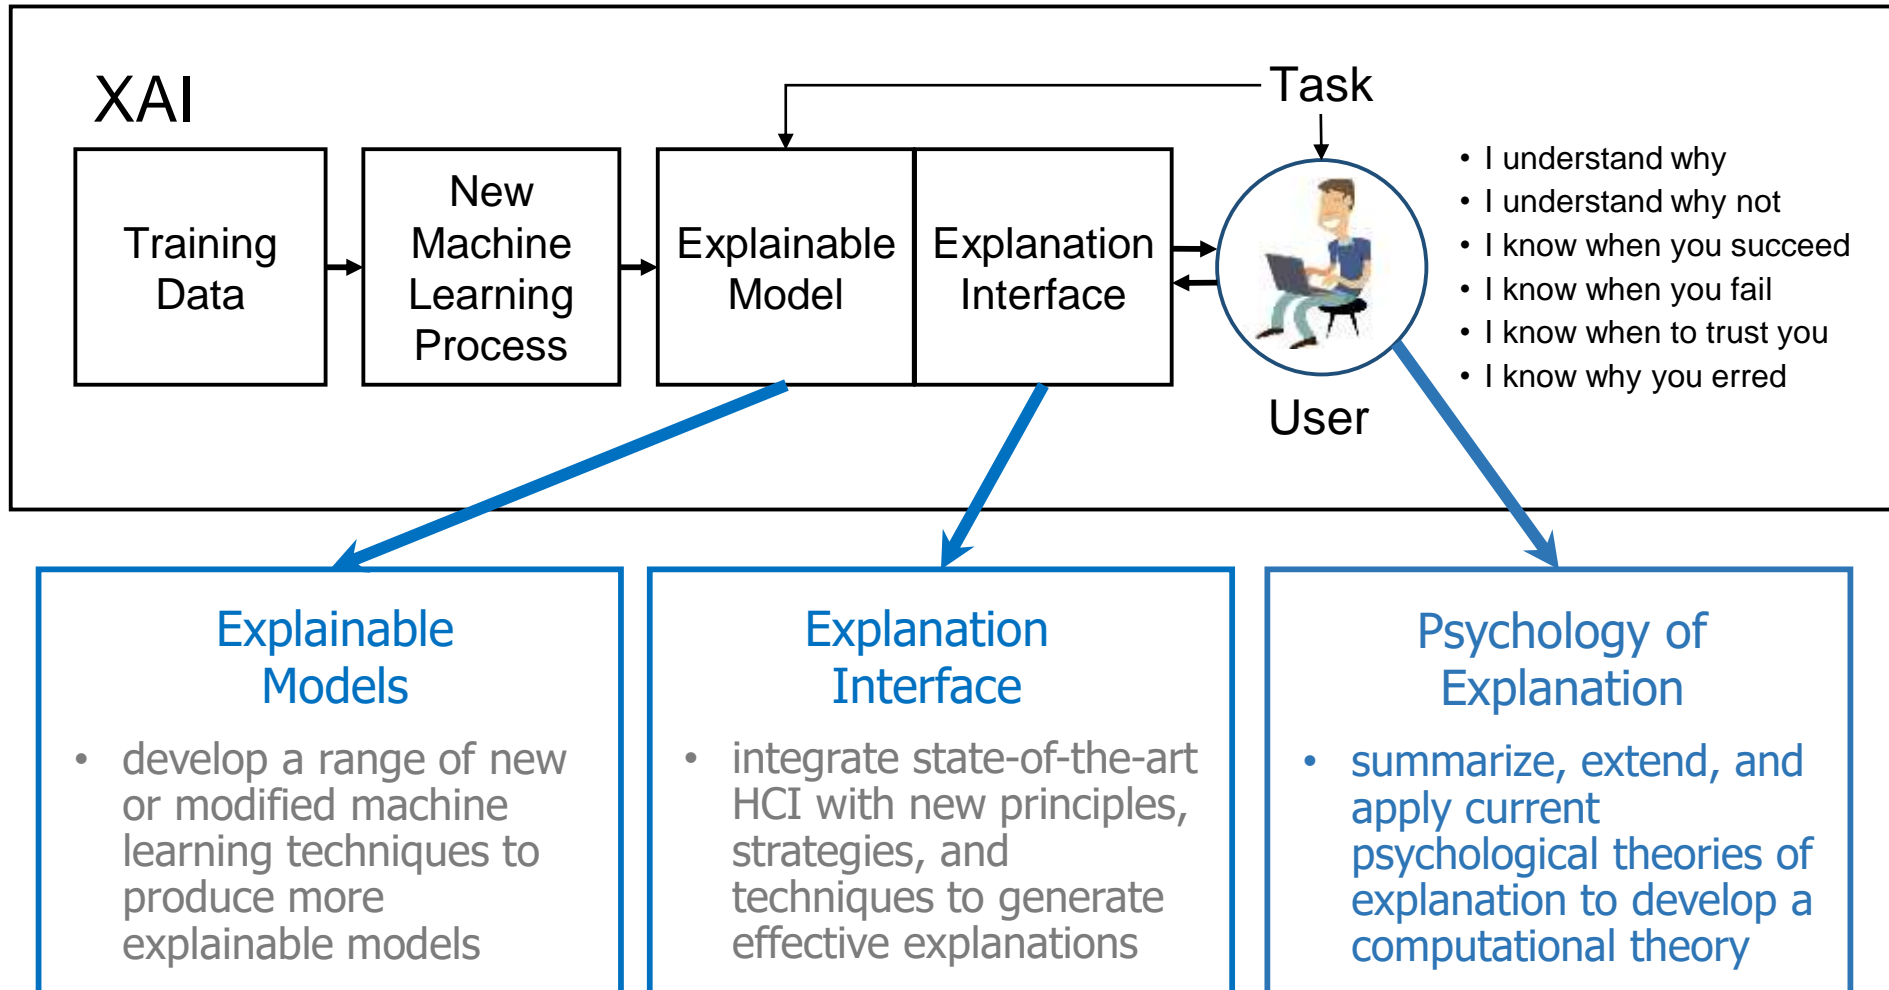 XAI
Task
Training
Data
New
Machine
Learning
Process
Explainable
Model
Explanation
Interface
User
• I understand why
• I understand why not
• I know when you succeed
• I know when you fail
• I know when to trust you
• I know why you erred
Explainable
Models
• develop a range of new
or modified machine
learning techniques to
produce more
explainable models
Explanation
Interface
• integrate state-of-the-art
HCI with new principles,
strategies, and
techniques to generate
effective explanations
Psychology of
Explanation
• summarize, extend, and
apply current
psychological theories of
explanation to develop a
computational theory